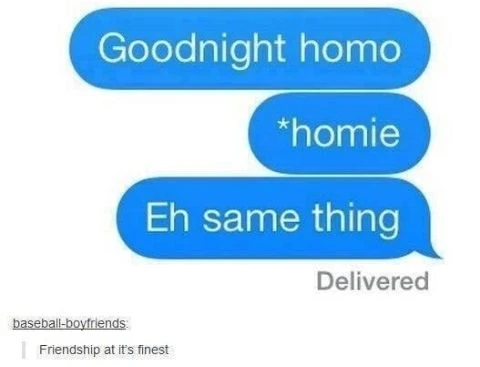 Goodnight homo
*homie
Eh same thing
Delivered
baseball-boyfriends:
Friendship at it's finest